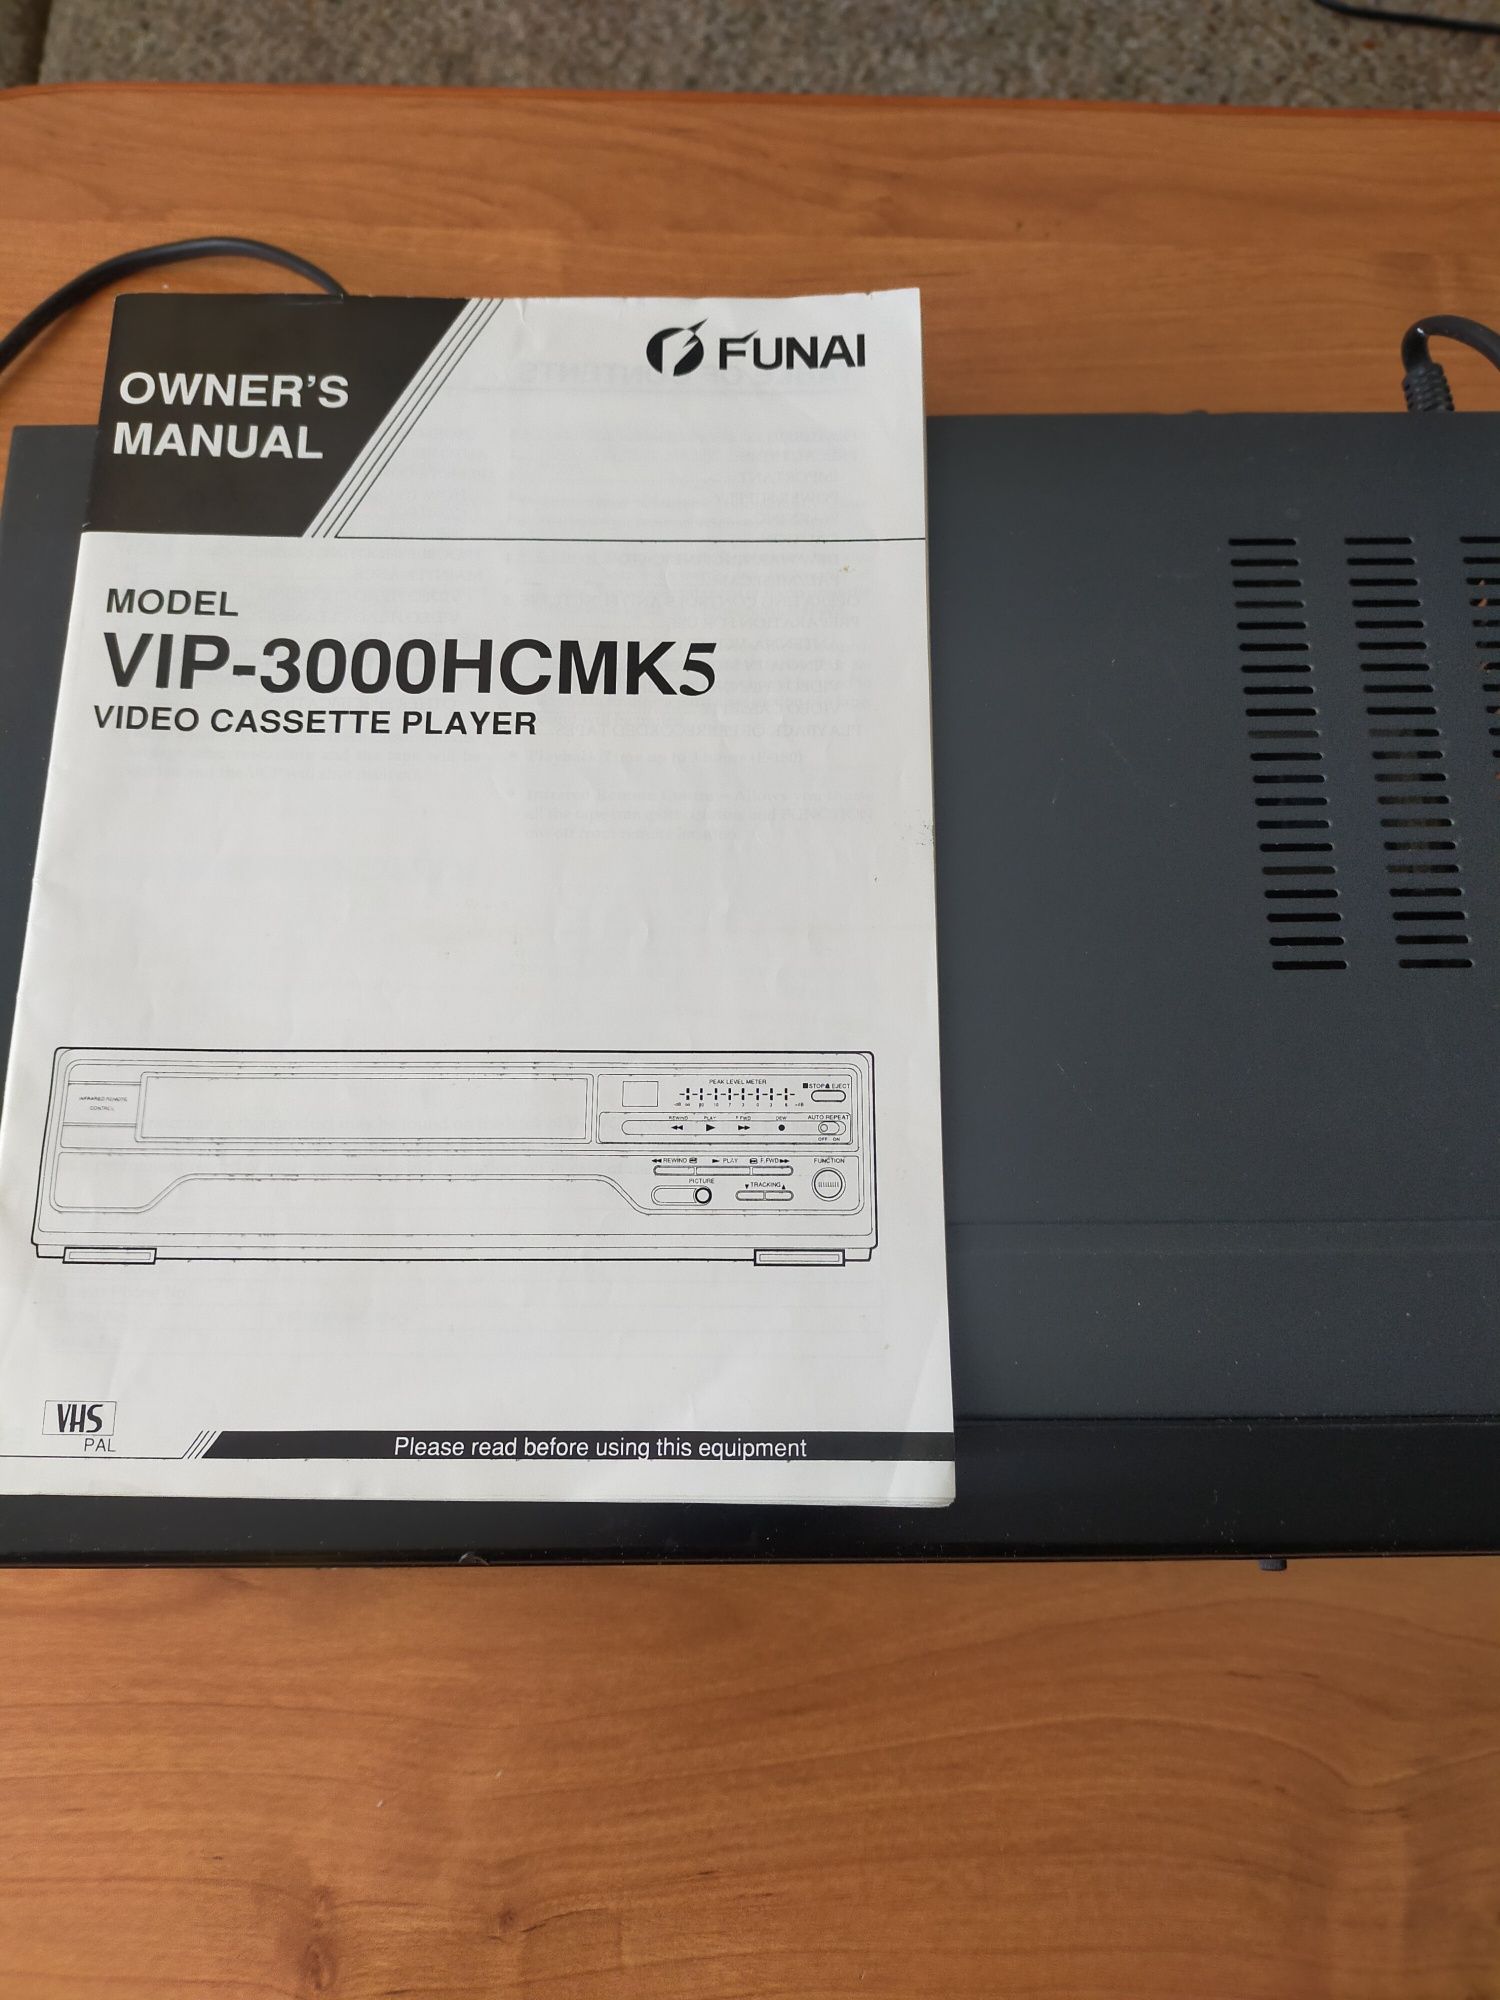 OWNER'S
MANUAL
FUNAI
MODEL
VIP-3000HCMK5
VIDEO CASSETTE PLAYER
INFRARED REMOTE
CONTROL
PEAK LEVEL METER
■STOP/▲EJECT
REWIND PLAY F.FWD DEW AUTO REPEAT
OFF ON
◀◀ REWIND ► PLAY F.FWD ►► FUNCTION
PICTURE ▼TRACKING▲
VHS
PAL
Please read before using this equipment